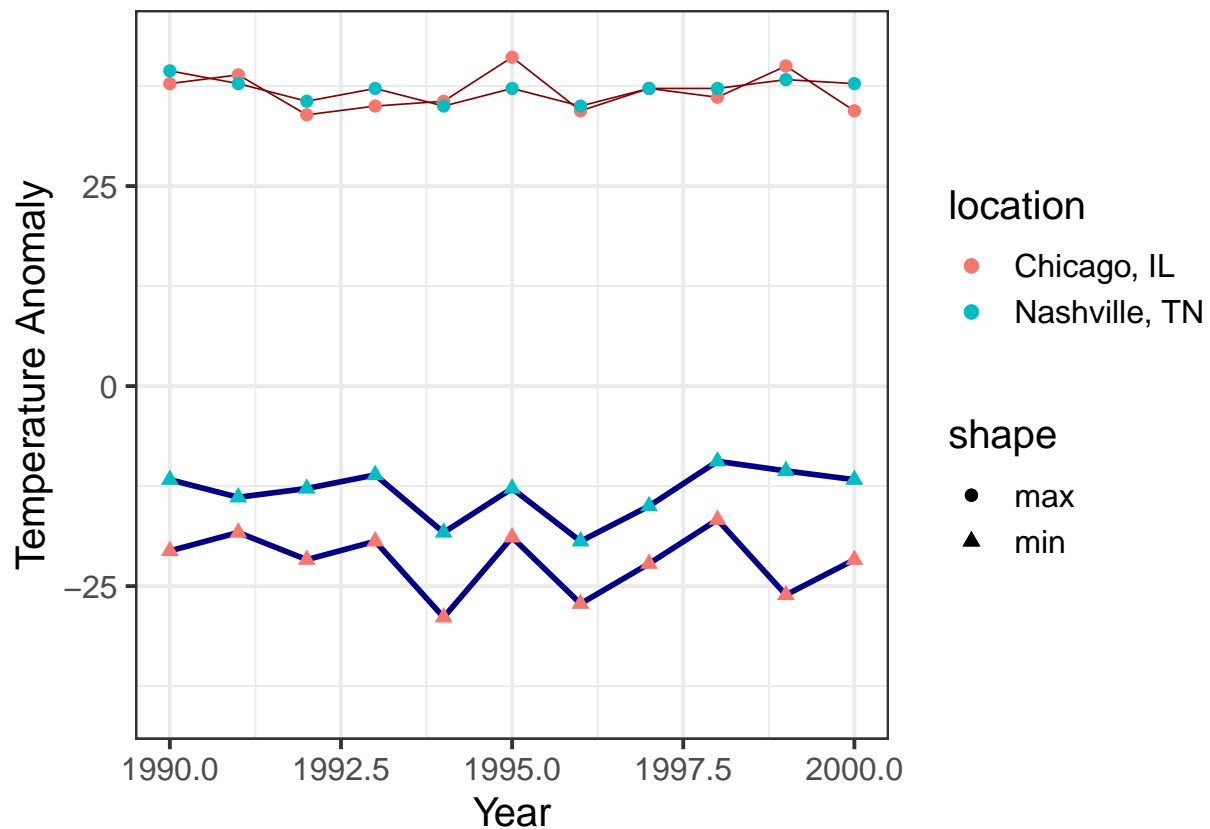 Temperature Anomaly
25
0
−25
1990.0 1992.5 1995.0 1997.5 2000.0
Year
location
Chicago, IL
Nashville, TN
shape
max
min